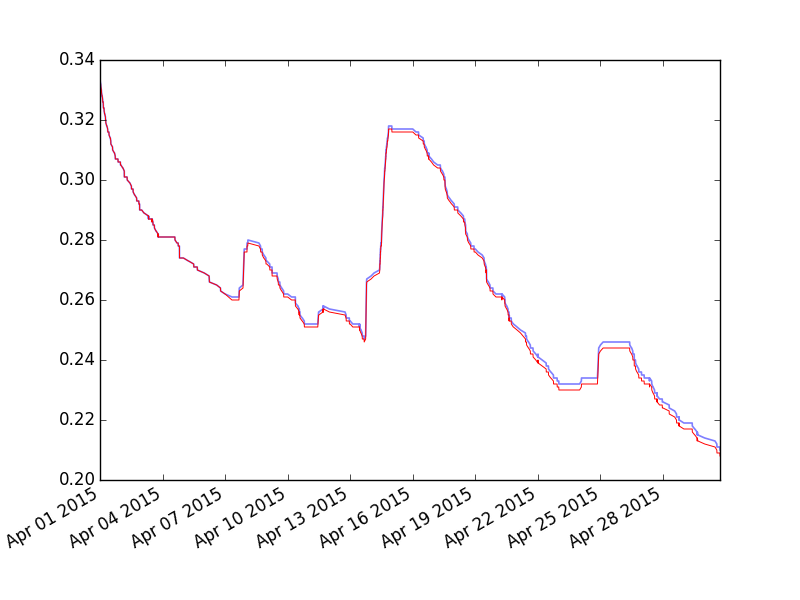 0.34
0.32
0.30
0.28
0.26
0.24
0.22
0.20
Apr 01 2015
Apr 04 2015
Apr 07 2015
Apr 10 2015
Apr 13 2015
Apr 16 2015
Apr 19 2015
Apr 22 2015
Apr 25 2015
Apr 28 2015